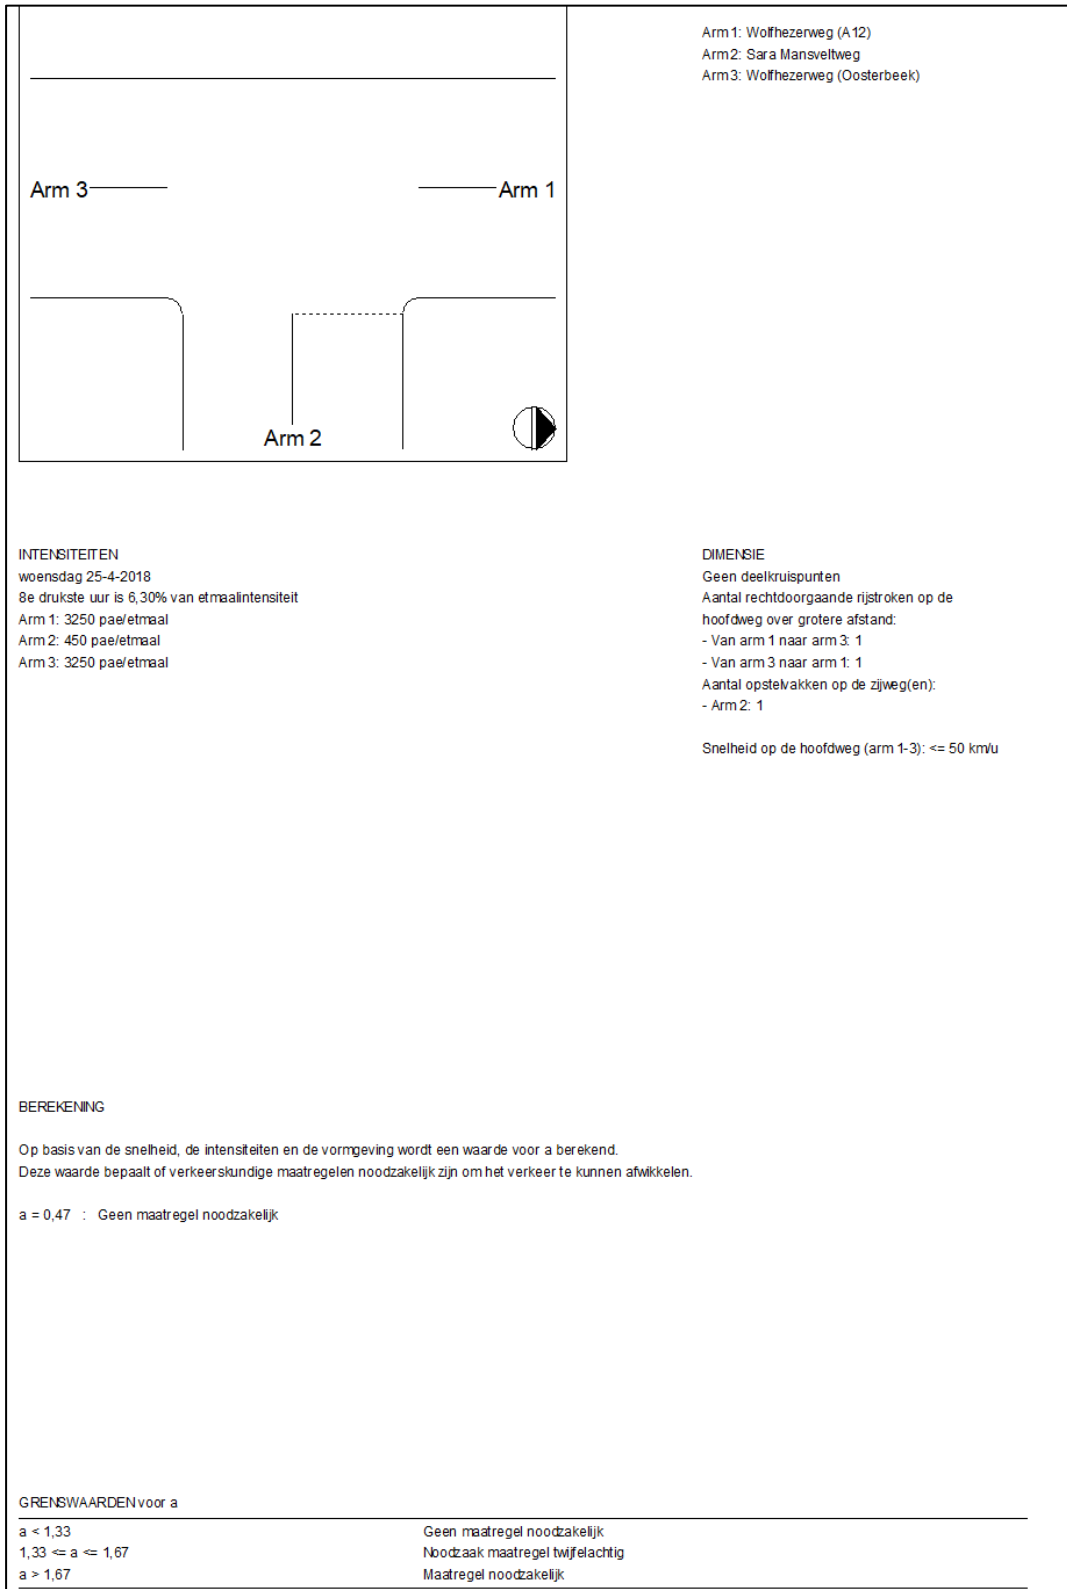 Arm 1: Wolfhezerweg (A12)
Arm 2: Sara Mansveltweg
Arm 3: Wolfhezerweg (Oosterbeek)
Arm 3
Arm 1
Arm 2
INTENSITEITEN
woensdag 25-4-2018
8e drukste uur is 6,30% van etmaalintensiteit
Arm 1: 3250 pae/etmaal
Arm 2: 450 pae/etmaal
Arm 3: 3250 pae/etmaal
DIMENSIE
Geen deelkruispunten
Aantal rechtdoorgaande rijstroken op de
hoofdweg over grotere afstand:
- Van arm 1 naar arm 3: 1
- Van arm 3 naar arm 1: 1
Aantal opstelvakken op de zijweg(en):
- Arm 2: 1
Snelheid op de hoofdweg (arm 1-3): <= 50 km/u
BEREKENING
Op basis van de snelheid, de intensiteiten en de vormgeving wordt een waarde voor a berekend.
Deze waarde bepaalt of verkeerskundige maatregelen noodzakelijk zijn om het verkeer te kunnen afwikkelen.
a = 0,47 : Geen maatregel noodzakelijk
GRENSWAARDEN voor a
a < 1,33 Geen maatregel noodzakelijk
1,33 <= a <= 1,67 Noodzaak maatregel twijfelachtig
a > 1,67 Maatregel noodzakelijk